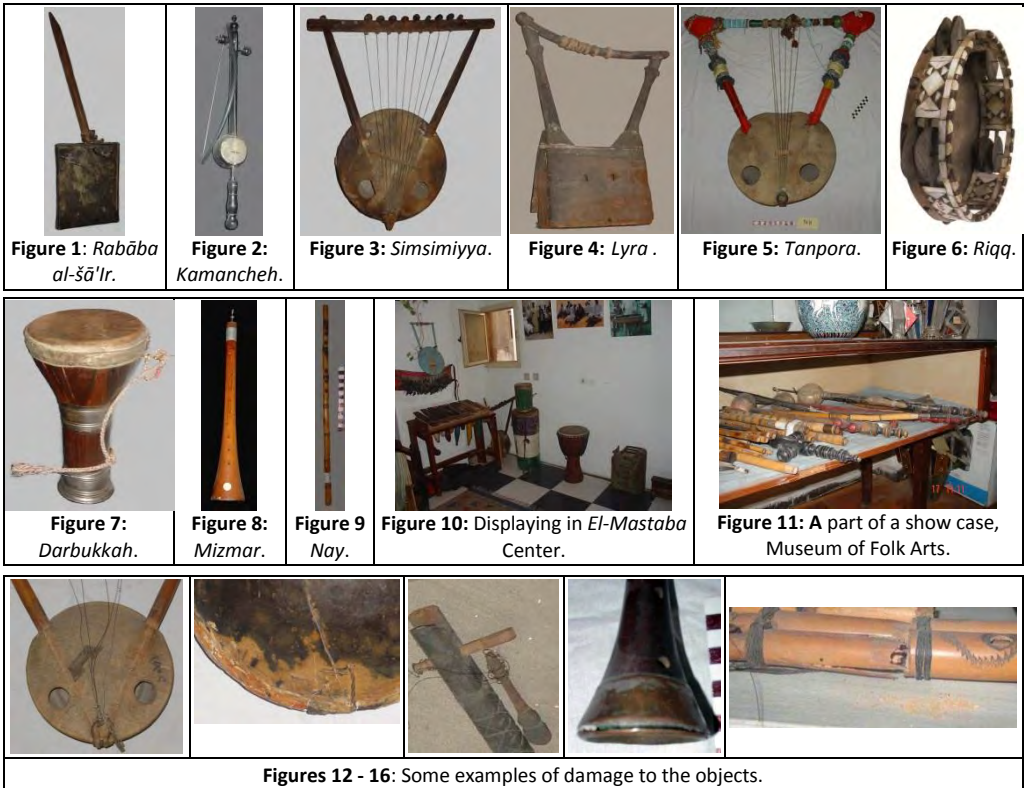 Figure 1: Rabāba
al-šā'Ir.
Figure 2:
Kamancheh.
Figure 3: Simsimiyya.
Figure 4: Lyra .
Figure 5: Tanpora.
Figure 6: Riqq.
Figure 7:
Darbukkah.
Figure 8:
Mizmar.
Figure 9
Nay.
Figure 10: Displaying in El-Mastaba
Center.
Figure 11: A part of a show case,
Museum of Folk Arts.
Figures 12 - 16: Some examples of damage to the objects.